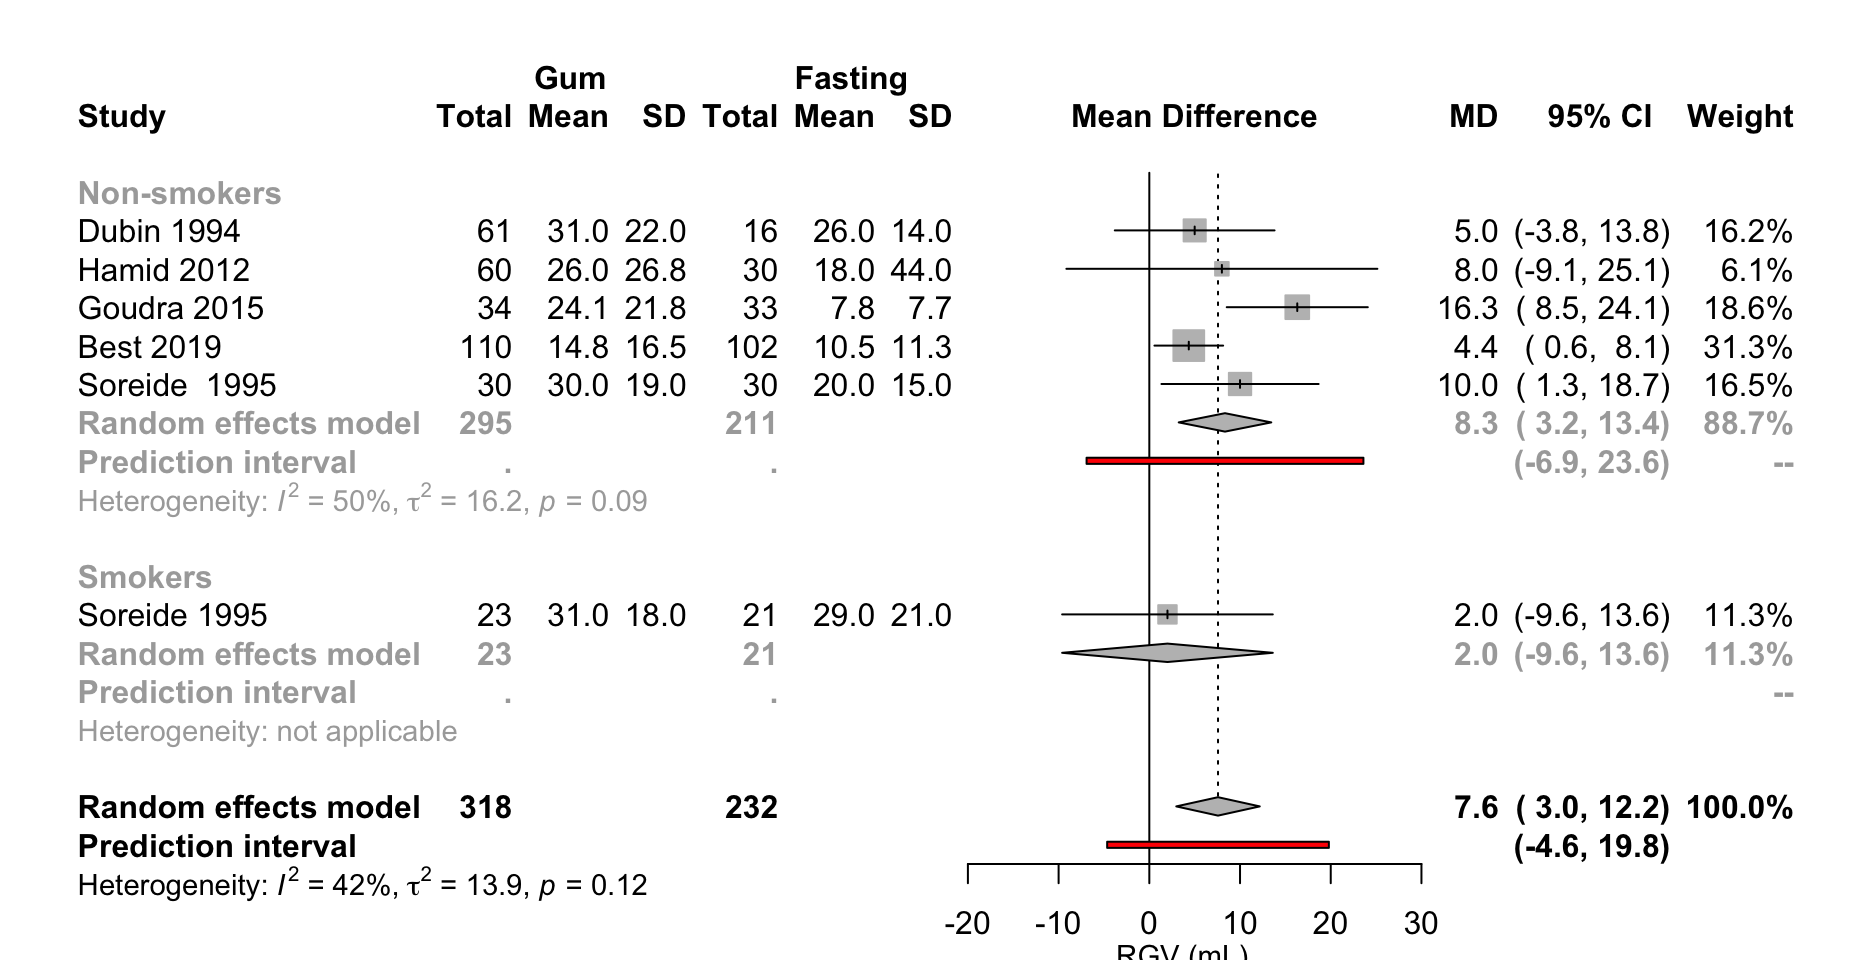 Gum Fasting
Study Total Mean SD Total Mean SD Mean Difference MD 95% CI Weight
Non-smokers
Dubin 1994 61 31.0 22.0 16 26.0 14.0 5.0 (-3.8, 13.8) 16.2%
Hamid 2012 60 26.0 26.8 30 18.0 44.0 8.0 (-9.1, 25.1) 6.1%
Goudra 2015 34 24.1 21.8 33 7.8 7.7 16.3 ( 8.5, 24.1) 18.6%
Best 2019 110 14.8 16.5 102 10.5 11.3 4.4 ( 0.6, 8.1) 31.3%
Soreide 1995 30 30.0 19.0 30 20.0 15.0 10.0 ( 1.3, 18.7) 16.5%
Random effects model 295 211 8.3 ( 3.2, 13.4) 88.7%
Prediction interval . . (-6.9, 23.6) --
Heterogeneity: I² = 50%, τ² = 16.2, p = 0.09
Smokers
Soreide 1995 23 31.0 18.0 21 29.0 21.0 2.0 (-9.6, 13.6) 11.3%
Random effects model 23 21 2.0 (-9.6, 13.6) 11.3%
Prediction interval . . --
Heterogeneity: not applicable
Random effects model 318 232 7.6 ( 3.0, 12.2) 100.0%
Prediction interval (-4.6, 19.8)
Heterogeneity: I² = 42%, τ² = 13.9, p = 0.12
-20 -10 0 10 20 30
RGV (mL)